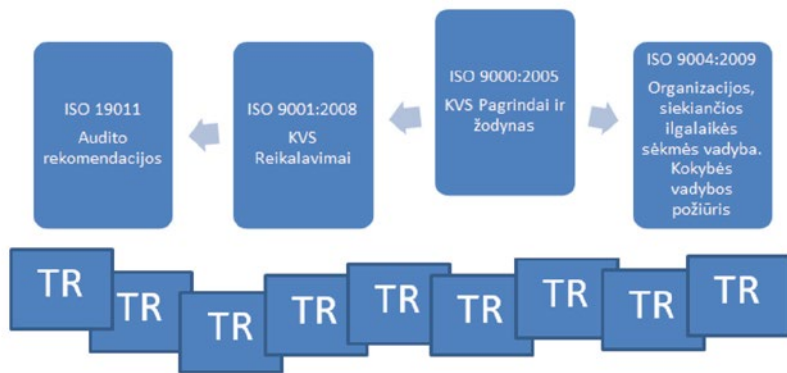 ISO 19011
Audito
rekomendacijos
ISO 9001:2008
KVS
Reikalavimai
ISO 9000:2005
KVS Pagrindai ir
žodynas
ISO 9004:2009
Organizacijos,
siekiančios
ilgalaikės
sėkmės vadyba.
Kokybės
vadybos
požiūris
TR
TR
TR
TR
TR
TR
TR
TR
TR